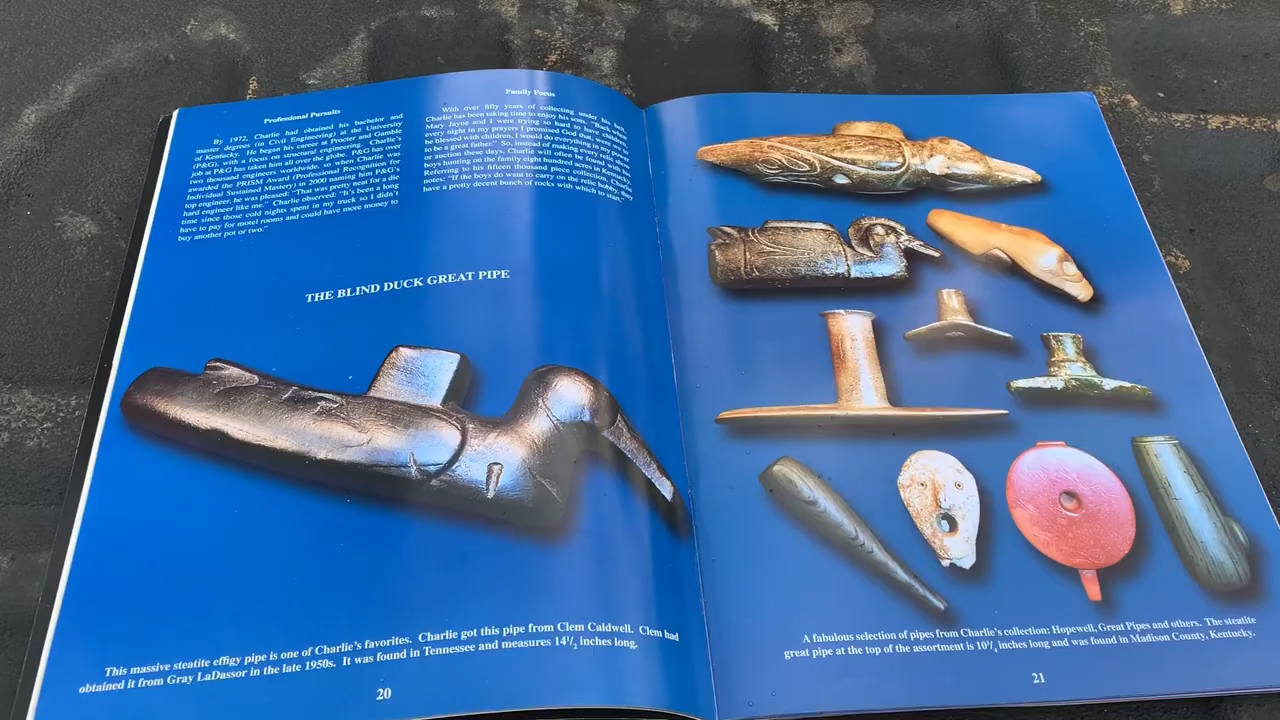 Professional Pursuits
By 1972, Charlie had obtained his bachelor and
master degrees (in Civil Engineering) at the University
of Kentucky. He began his career at Procter and Gamble
(P&G), with a focus on structural engineering. Charlie's
job at P&G has taken him all over the globe. P&G has over
two thousand engineers worldwide, so when Charlie was
awarded the PRISM Award (Professional Recognition for
Individual Sustained Mastery) in 2000 naming him P&G's
top engineer, he was pleased: "That was pretty neat for a die
hard engineer like me." Charlie observed: "It's been a long
time since those cold nights spent in my truck so I didn't
have to pay for motel rooms and could have more money to
buy another pot or two."
Family Focus
With over fifty years of collecting under his belt,
Charlie has been taking time to enjoy his sons. "Back when
Mary Jayne and I were trying so hard to have children,
every night in my prayers I promised God that, were we to
be blessed with children, I would do everything in my power
to be a great father." So, instead of making every relic show
or auction these days, Charlie will often be found with his
boys hunting on the family eight hundred acres in Kentucky.
Referring to his fifteen thousand piece collection, Charlie
notes: "If the boys do want to carry on the relic hobby, they
have a pretty decent bunch of rocks with which to start."
THE BLIND DUCK GREAT PIPE
This massive steatite effigy pipe is one of Charlie's favorites. Charlie got this pipe from Clem Caldwell. Clem had
obtained it from Gray LaDassor in the late 1950s. It was found in Tennessee and measures 14 1/2 inches long.
20
A fabulous selection of pipes from Charlie's collection: Hopewell, Great Pipes and others. The steatite
great pipe at the top of the assortment is 10 1/4 inches long and was found in Madison County, Kentucky.
21